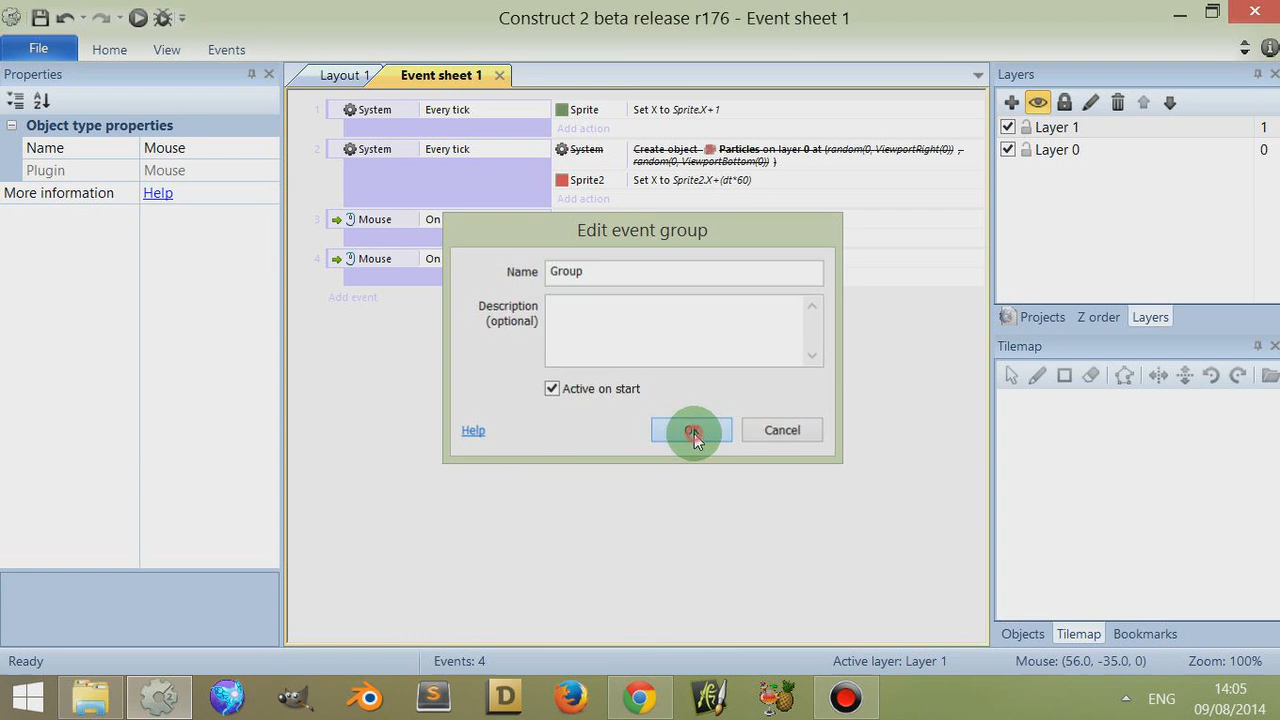 Construct 2 beta release r176 - Event sheet 1
File Home View Events
Properties
Layout 1 Event sheet 1
Layers
Object type properties
Name Mouse
Plugin Mouse
More information Help
1 System Every tick Sprite Set X to Sprite.X+1
Add action
2 System Every tick System Create object Particles on layer 0 at (random(0, ViewportRight(0)) ,
random(0, ViewportBottom(0)) )
Sprite2 Set X to Sprite2.X+(dt*60)
Add action
3 Mouse On
4 Mouse On
Add event
Edit event group
Name Group
Description
(optional)
Active on start
Help Cancel
Layer 1 1
Layer 0 0
Projects Z order Layers
Tilemap
Objects Tilemap Bookmarks
Ready Events: 4 Active layer: Layer 1 Mouse: (56.0, -35.0, 0) Zoom: 100%
ENG 14:05
09/08/2014